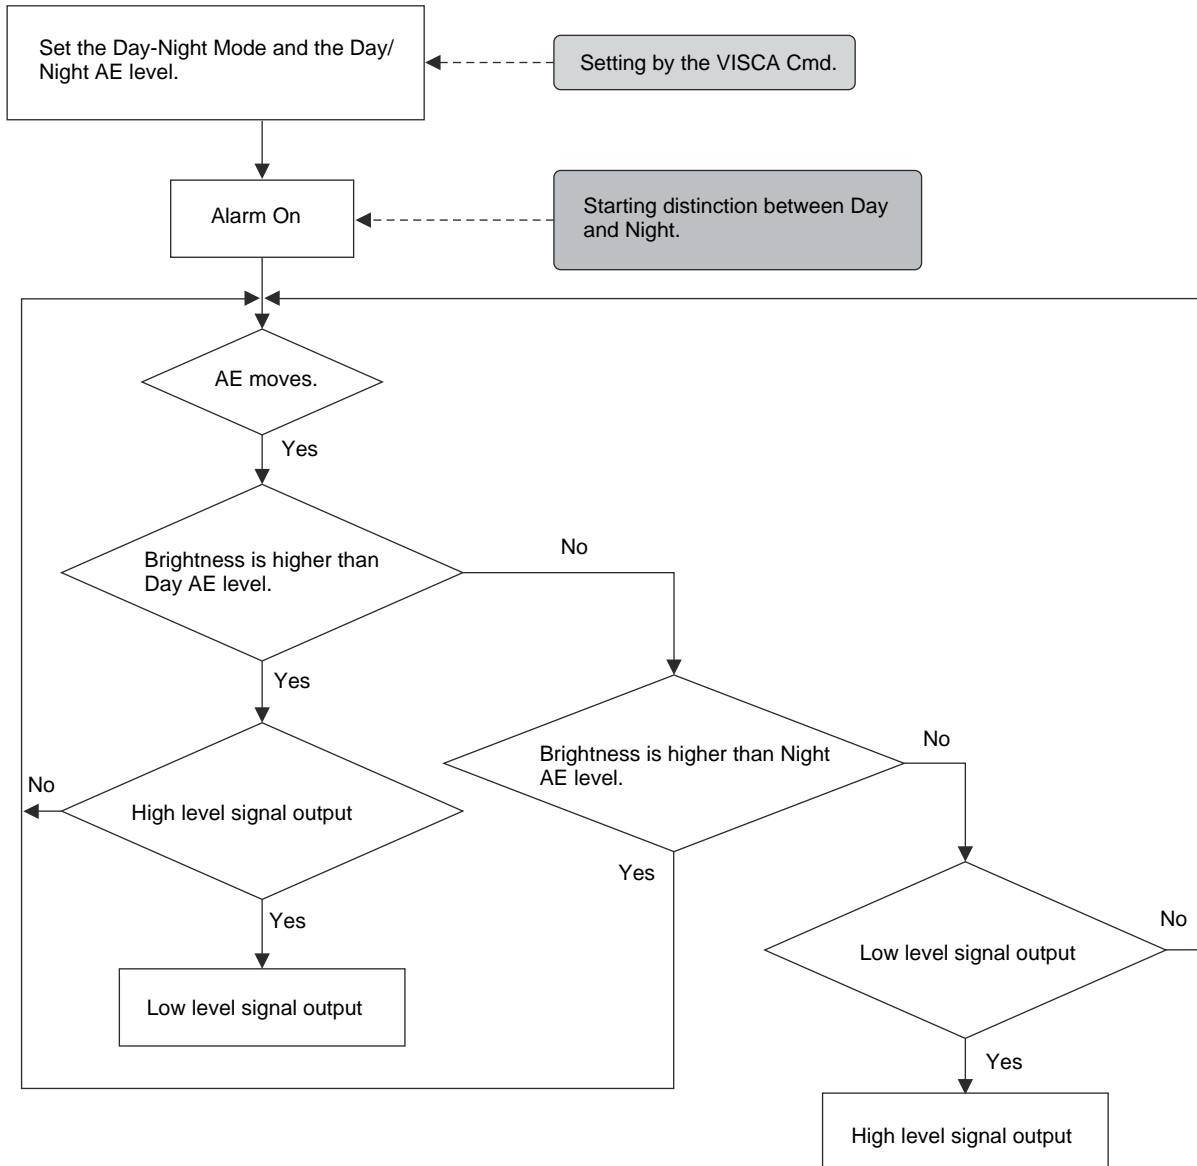 Set the Day-Night Mode and the Day/
Night AE level.
Setting by the VISCA Cmd.
Alarm On
Starting distinction between Day
and Night.
AE moves.
Yes
Brightness is higher than
Day AE level.
No
Yes
Brightness is higher than Night
AE level.
No
No
High level signal output
Yes
Yes
Low level signal output
Low level signal output
No
Yes
High level signal output